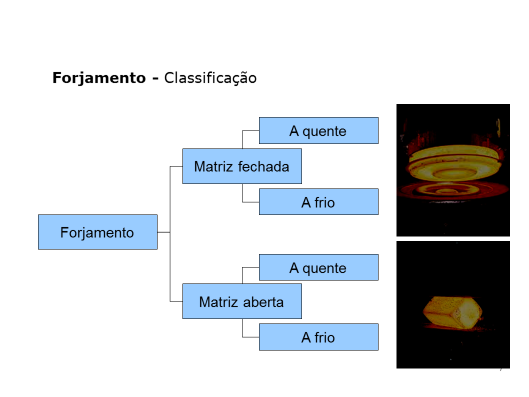 Forjamento – Classificação
A quente
Matriz fechada
A frio
Forjamento
A quente
Matriz aberta
A frio